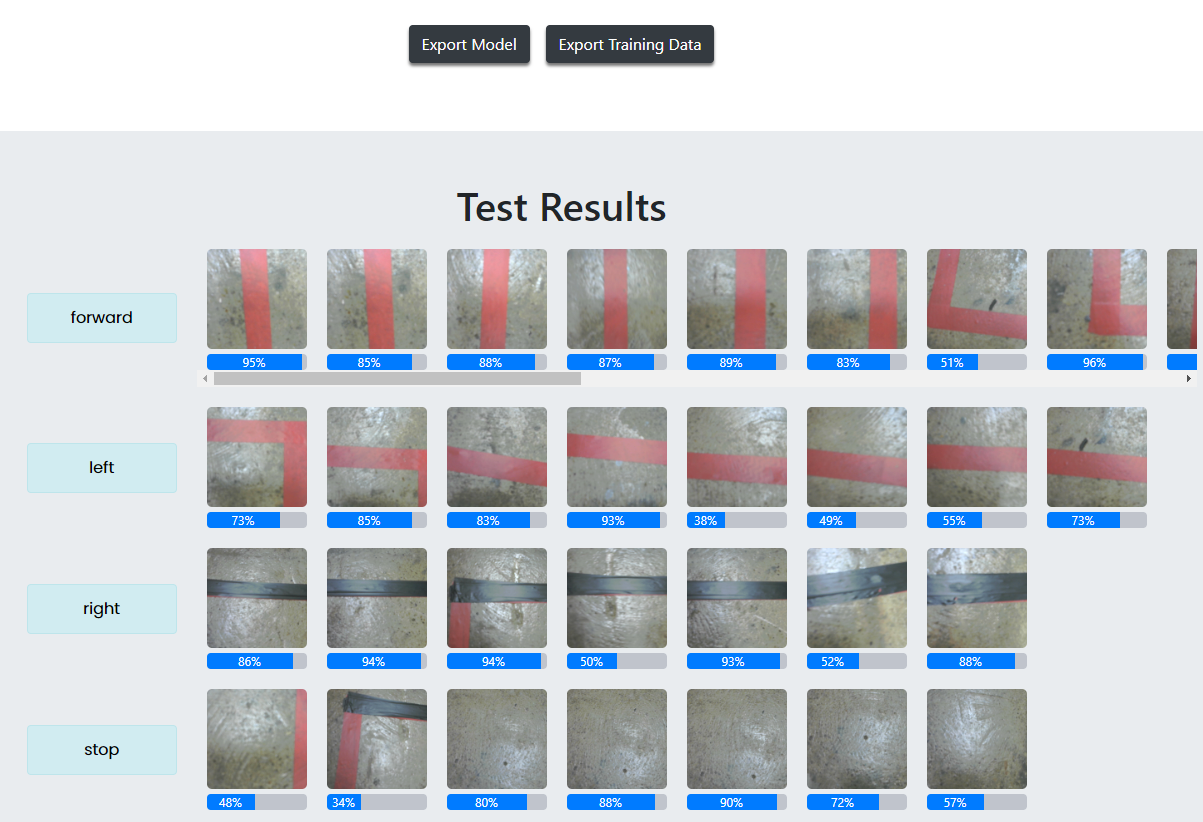 Export Model Export Training Data
Test Results
forward
95% 85% 88% 87% 89% 83% 51% 96%
left
73% 85% 83% 93% 38% 49% 55% 73%
right
86% 94% 94% 50% 93% 52% 88%
stop
48% 34% 80% 88% 90% 72% 57%